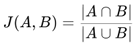 J(A, B) = |A ∩ B| / |A ∪ B|